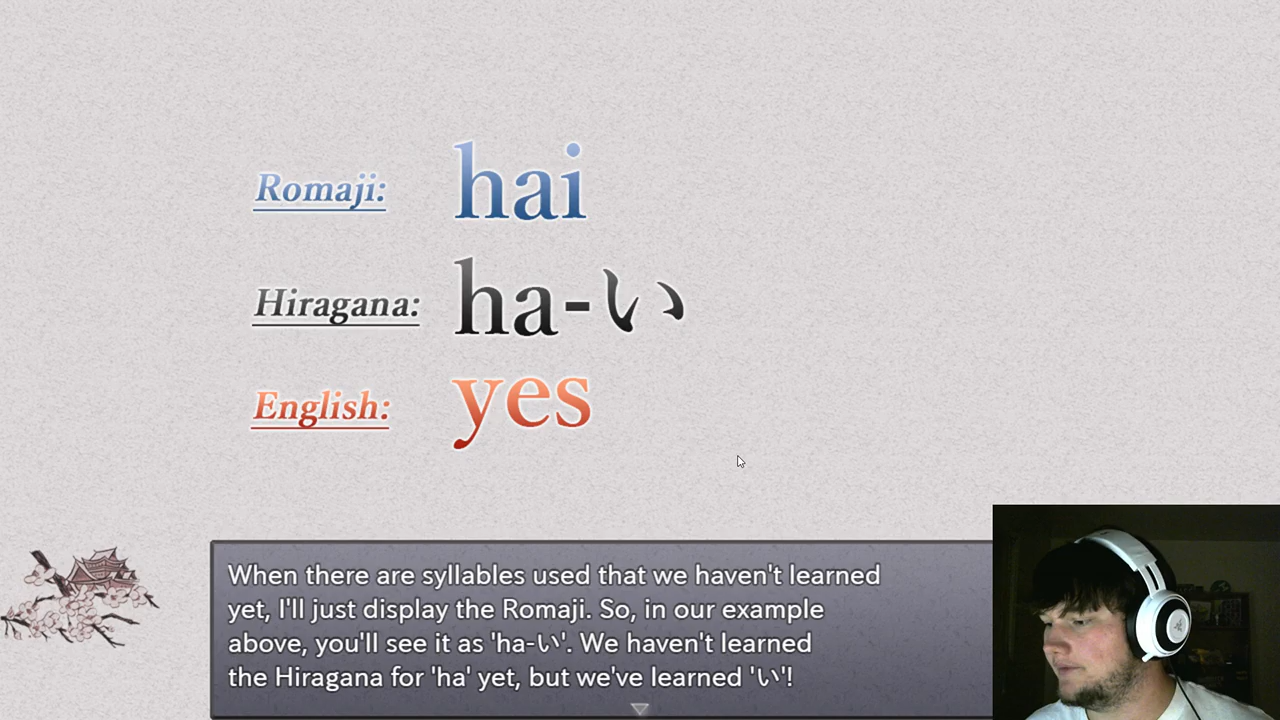 Romaji: hai
Hiragana: ha-い
English: yes
When there are syllables used that we haven't learned
yet, I'll just display the Romaji. So, in our example
above, you'll see it as 'ha-い'. We haven't learned
the Hiragana for 'ha' yet, but we've learned 'い'!